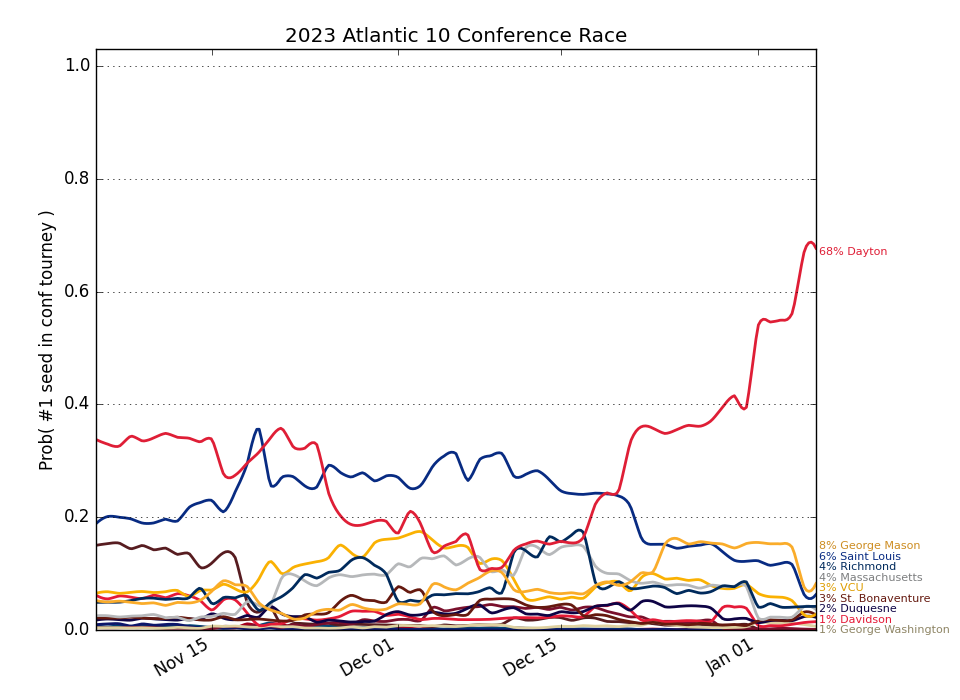 2023 Atlantic 10 Conference Race
Prob( #1 seed in conf tourney )
1.0
0.8
0.6
0.4
0.2
0.0
Nov 15
Dec 01
Dec 15
Jan 01
68% Dayton
8% George Mason
6% Saint Louis
4% Richmond
4% Massachusetts
3% VCU
3% St. Bonaventure
2% Duquesne
1% Davidson
1% George Washington